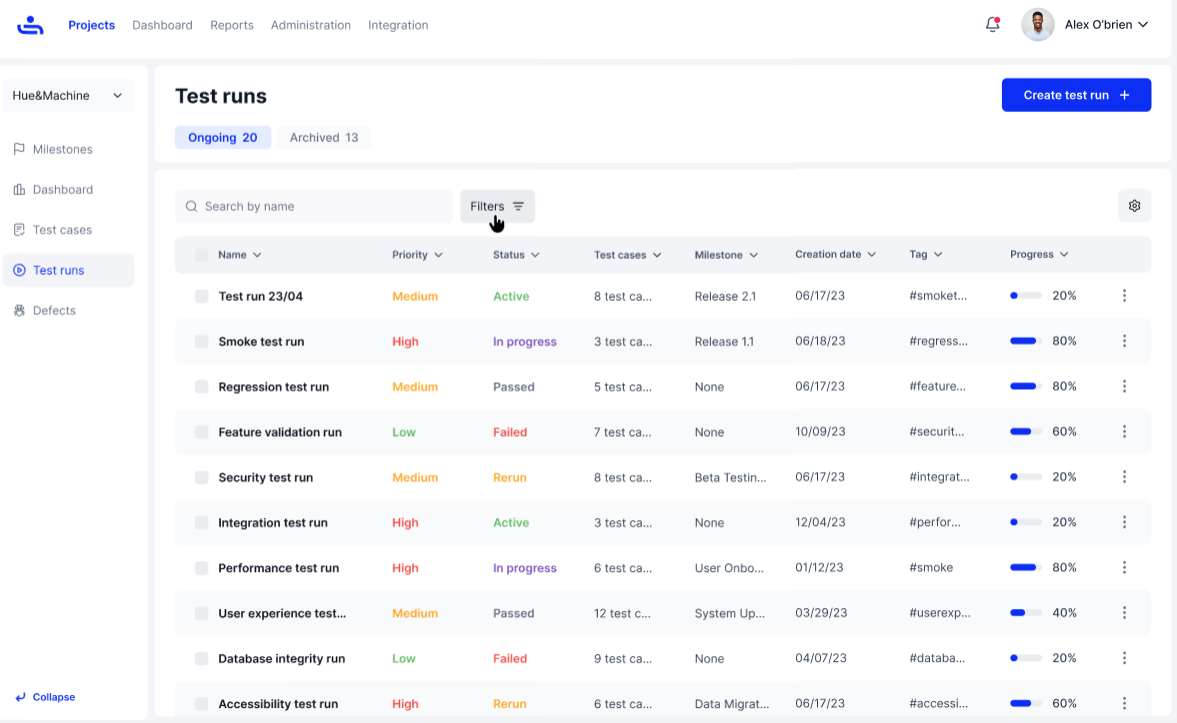 Projects Dashboard Reports Administration Integration Alex O'brien
Hue&Machine
Milestones
Dashboard
Test cases
Test runs
Defects
Collapse
Test runs
Create test run +
Ongoing 20 Archived 13
Search by name Filters
Name Priority Status Test cases Milestone Creation date Tag Progress
Test run 23/04 Medium Active 8 test ca... Release 2.1 06/17/23 #smoket... 20%
Smoke test run High In progress 3 test ca... Release 1.1 06/18/23 #regress... 80%
Regression test run Medium Passed 5 test ca... None 06/17/23 #feature... 80%
Feature validation run Low Failed 7 test ca... None 10/09/23 #securit... 60%
Security test run Medium Rerun 8 test ca... Beta Testin... 06/17/23 #integrat... 20%
Integration test run High Active 3 test ca... None 12/04/23 #perfor... 20%
Performance test run High In progress 6 test ca... User Onbo... 01/12/23 #smoke 80%
User experience test... Medium Passed 12 test c... System Up... 03/29/23 #userexp... 40%
Database integrity run Low Failed 9 test ca... None 04/07/23 #databa... 20%
Accessibility test run High Rerun 6 test ca... Data Migrat... 06/17/23 #accessi... 60%